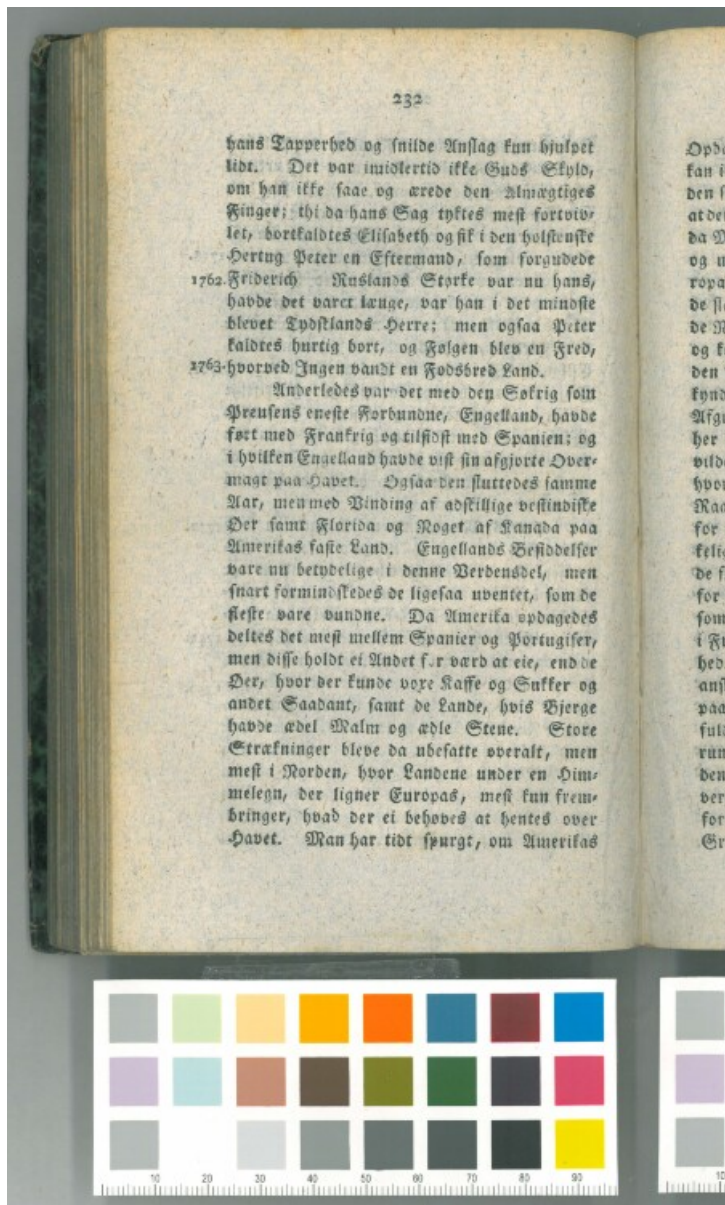 232
hans Tapperhed og snilde Anslag kun hjulpet
lidt. Det var imidlertid ikke Guds Skyld,
om han ikke saae og ærede den Almægtiges
Finger; thi da hans Sag tyktes mest fortviv-
let, bortkaldtes Elisabeth og fik i den holstenske
Hertug Peter en Eftermand, som forgudede
1762. Friderich Ruslands Storke var nu hans,
havde det varet længe, var han i det mindste
blevet Tydsklands Herre; men ogsaa Peter
kaldtes hurtig bort, og Følgen blev en Fred,
1763. hvorved Ingen vandt en Fodsbred Land.
Anderledes var det med den Søkrig som
Preusens eneste Forbundne, Engelland, havde
ført med Frankrig og tilsidst med Spanien; og
i hvilken Engelland havde vist sin afgjorte Over-
magt paa Havet. Ogsaa den sluttedes samme
Aar, men med Vinding af adskillige vestindiske
Øer samt Florida og Noget af Kanada paa
Amerikas faste Land. Engellands Besiddelser
vare nu betydelige i denne Verdensdel, men
snart formindskedes de ligesaa uventet, som de
fleste vare vundne. Da Amerika opdagedes
deltes det mest mellem Spanier og Portugiser,
men disse holdt ei Andet for værd at eie, end de
Øer, hvor der kunde voxe Kaffe og Sukker og
andet Saadant, samt de Lande, hvis Bjerge
havde ædel Malm og ædle Stene. Store
Strækninger bleve da ubesatte overalt, men
mest i Norden, hvor Landene under en Him-
melegn, der ligner Europas, mest kun frem-
bringer, hvad der ei behøves at hentes over
Havet. Man har tidt spurgt, om Amerikas
10 20 30 40 50 60 70 80 90